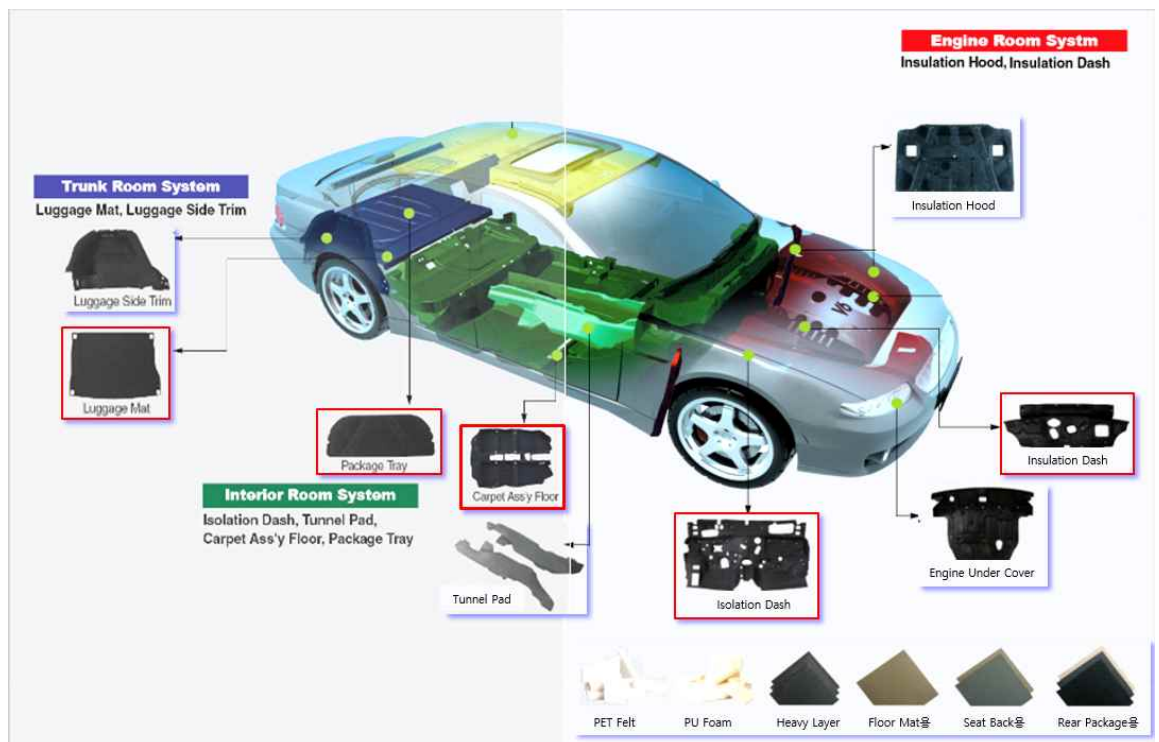 Engine Room Systm
Insulation Hood, Insulation Dash
Insulation Hood
Trunk Room System
Luggage Mat, Luggage Side Trim
Luggage Side Trim
Luggage Mat
Package Tray
Carpet Ass'y Floor
Insulation Dash
Interior Room System
Isolation Dash, Tunnel Pad,
Carpet Ass'y Floor, Package Tray
Tunnel Pad
Isolation Dash
Engine Under Cover
PET Felt
PU Foam
Heavy Layer
Floor Mat용
Seat Back용
Rear Package용